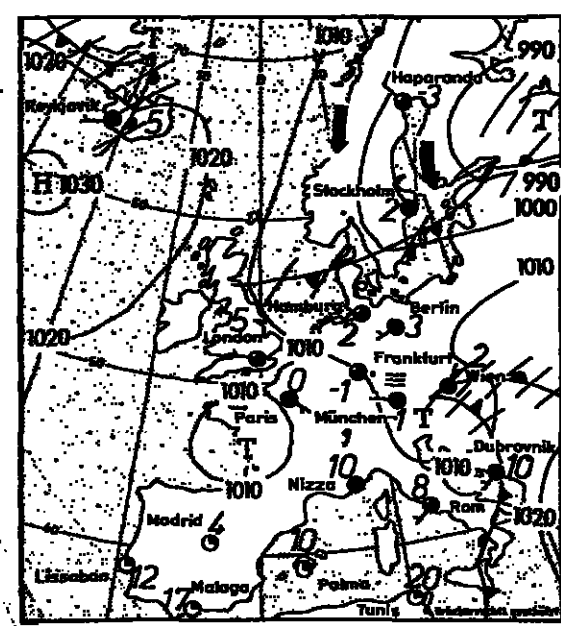 T
1010
990
1020
Haparanda
-3
Reykjavik
5
T
1020
H 1030
990
Stockholm
2
1000
1010
Hamburg
Berlin
5
2
3
1020
London
1010
Frankfurt
2
Wien
1010
0
-1
Paris
München
1
T
T
Dubrovnik
1010
10
1010
Nizza
10
8
Rom
1020
Madrid
4
10
Lissabon
12
Malaga
17
Palma
20
Tunis